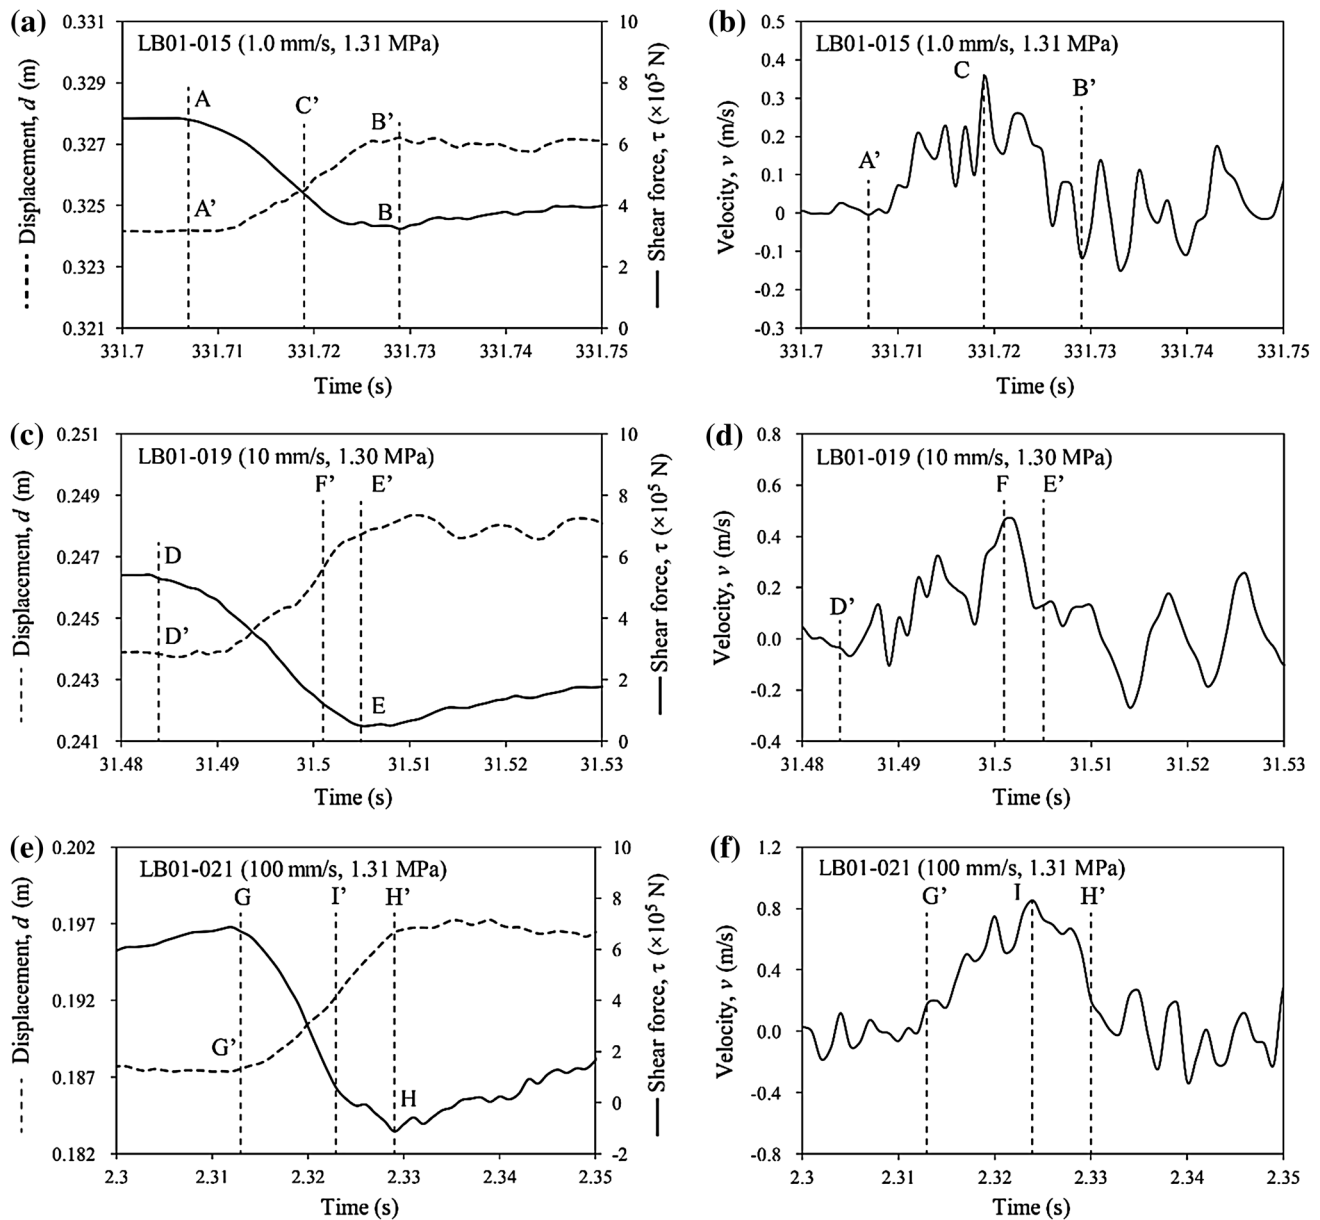 (a)
LB01-015 (1.0 mm/s, 1.31 MPa)
Displacement, d (m)
0.331
0.329
0.327
0.325
0.323
0.321
10
8
6
4
2
0
Shear force, τ (×10⁵ N)
A
C’
B’
A’
B
331.7
331.71
331.72
331.73
331.74
331.75
Time (s)
(b)
LB01-015 (1.0 mm/s, 1.31 MPa)
Velocity, v (m/s)
0.5
0.4
0.3
0.2
0.1
0
-0.1
-0.2
-0.3
C
B’
A’
331.7
331.71
331.72
331.73
331.74
331.75
Time (s)
(c)
LB01-019 (10 mm/s, 1.30 MPa)
Displacement, d (m)
0.251
0.249
0.247
0.245
0.243
0.241
10
8
6
4
2
0
Shear force, τ (×10⁵ N)
F’
E’
D
D’
E
31.48
31.49
31.5
31.51
31.52
31.53
Time (s)
(d)
LB01-019 (10 mm/s, 1.30 MPa)
Velocity, v (m/s)
0.8
0.6
0.4
0.2
0.0
-0.2
-0.4
F
E’
D’
31.48
31.49
31.5
31.51
31.52
31.53
Time (s)
(e)
LB01-021 (100 mm/s, 1.31 MPa)
Displacement, d (m)
0.202
0.197
0.192
0.187
0.182
10
8
6
4
2
0
-2
Shear force, τ (×10⁵ N)
G
I’
H’
G’
H
2.3
2.31
2.32
2.33
2.34
2.35
Time (s)
(f)
LB01-021 (100 mm/s, 1.31 MPa)
Velocity, v (m/s)
1.2
0.8
0.4
0.0
-0.4
-0.8
G’
I
H’
2.3
2.31
2.32
2.33
2.34
2.35
Time (s)